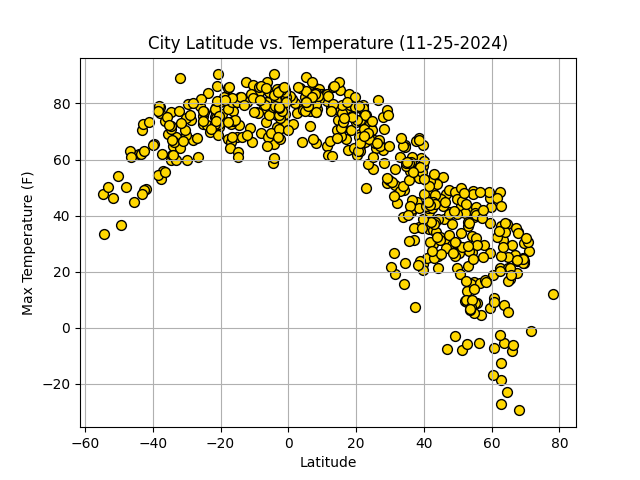 City Latitude vs. Temperature (11-25-2024)
80
60
40
20
0
−20
Max Temperature (F)
−60 −40 −20 0 20 40 60 80
Latitude